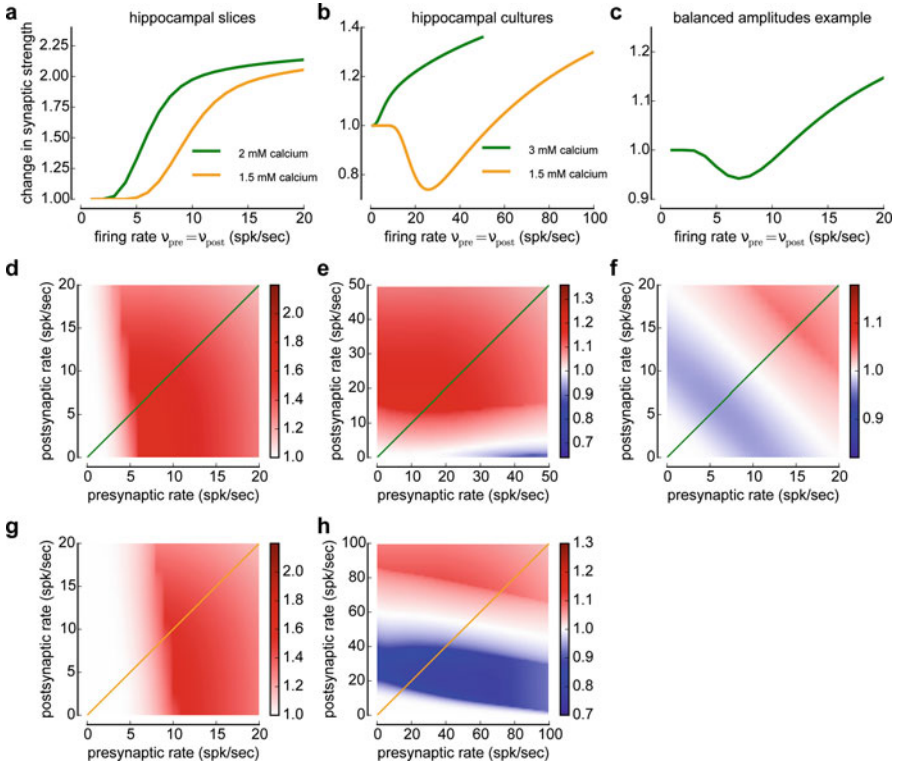 a
hippocampal slices
change in synaptic strength
2.25
2.00
1.75
1.50
1.25
1.00
2 mM calcium
1.5 mM calcium
0 5 10 15 20
firing rate ν_pre = ν_post (spk/sec)
b
hippocampal cultures
1.4
1.2
1.0
0.8
3 mM calcium
1.5 mM calcium
0 20 40 60 80 100
firing rate ν_pre = ν_post (spk/sec)
c
balanced amplitudes example
1.2
1.1
1.0
0.9
0 5 10 15 20
firing rate ν_pre = ν_post (spk/sec)
d
postsynaptic rate (spk/sec)
20
15
10
5
0
0 5 10 15 20
presynaptic rate (spk/sec)
2.0
1.8
1.6
1.4
1.2
1.0
e
postsynaptic rate (spk/sec)
50
40
30
20
10
0
0 10 20 30 40 50
presynaptic rate (spk/sec)
1.3
1.2
1.1
1.0
0.9
0.8
0.7
f
postsynaptic rate (spk/sec)
20
15
10
5
0
0 5 10 15 20
presynaptic rate (spk/sec)
1.1
1.0
0.9
g
postsynaptic rate (spk/sec)
20
15
10
5
0
0 5 10 15 20
presynaptic rate (spk/sec)
2.0
1.8
1.6
1.4
1.2
1.0
h
postsynaptic rate (spk/sec)
100
80
60
40
20
0
0 20 40 60 80 100
presynaptic rate (spk/sec)
1.3
1.2
1.1
1.0
0.9
0.8
0.7